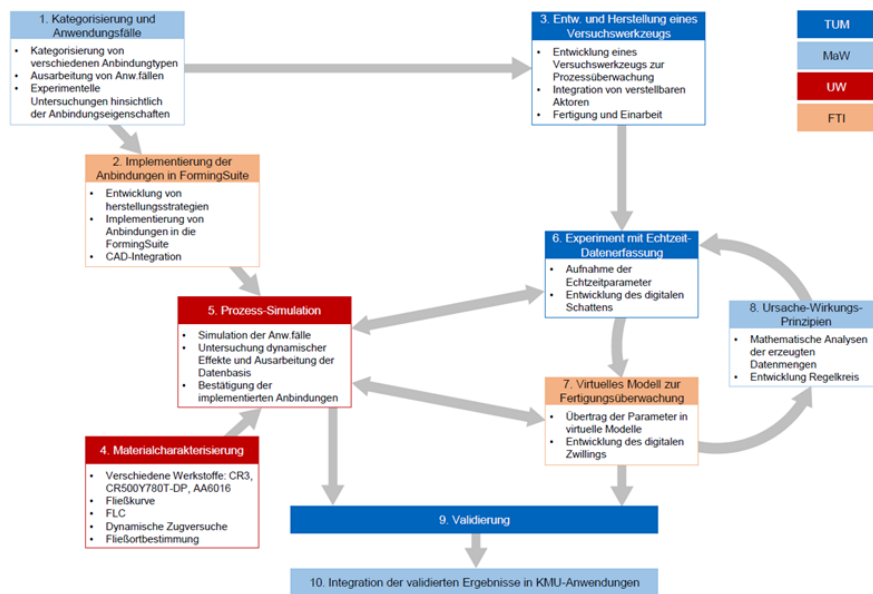 1. Kategorisierung und
Anwendungsfälle
• Kategorisierung von
verschiedenen Anbindungtypen
• Ausarbeitung von Anw.fällen
• Experimentelle
Untersuchungen hinsichtlich
der Anbindungseigenschaften
3. Entw. und Herstellung eines
Versuchswerkzeugs
• Entwicklung eines
Versuchswerkzeugs zur
Prozessüberwachung
• Integration von verstellbaren
Aktoren
• Fertigung und Einarbeit
TUM
MaW
UW
FTI
2. Implementierung der
Anbindungen in FormingSuite
• Entwicklung von
herstellungsstrategien
• Implementierung von
Anbindungen in die
FormingSuite
• CAD-Integration
6. Experiment mit Echtzeit-
Datenerfassung
• Aufnahme der
Echtzeitparameter
• Entwicklung des digitalen
Schattens
5. Prozess-Simulation
• Simulation der Anw.fälle
• Untersuchung dynamischer
Effekte und Ausarbeitung der
Datenbasis
• Bestätigung der
implementierten Anbindungen
8. Ursache-Wirkungs-
Prinzipien
• Mathematische Analysen
der erzeugten
Datenmengen
• Entwicklung Regelkreis
7. Virtuelles Modell zur
Fertigungsüberwachung
• Übertrag der Parameter in
virtuelle Modelle
• Entwicklung des digitalen
Zwillings
4. Materialcharakterisierung
• Verschiedene Werkstoffe: CR3,
CR500Y780T-DP, AA6016
• Fließkurve
• FLC
• Dynamische Zugversuche
• Fließortbestimmung
9. Validierung
10. Integration der validierten Ergebnisse in KMU-Anwendungen